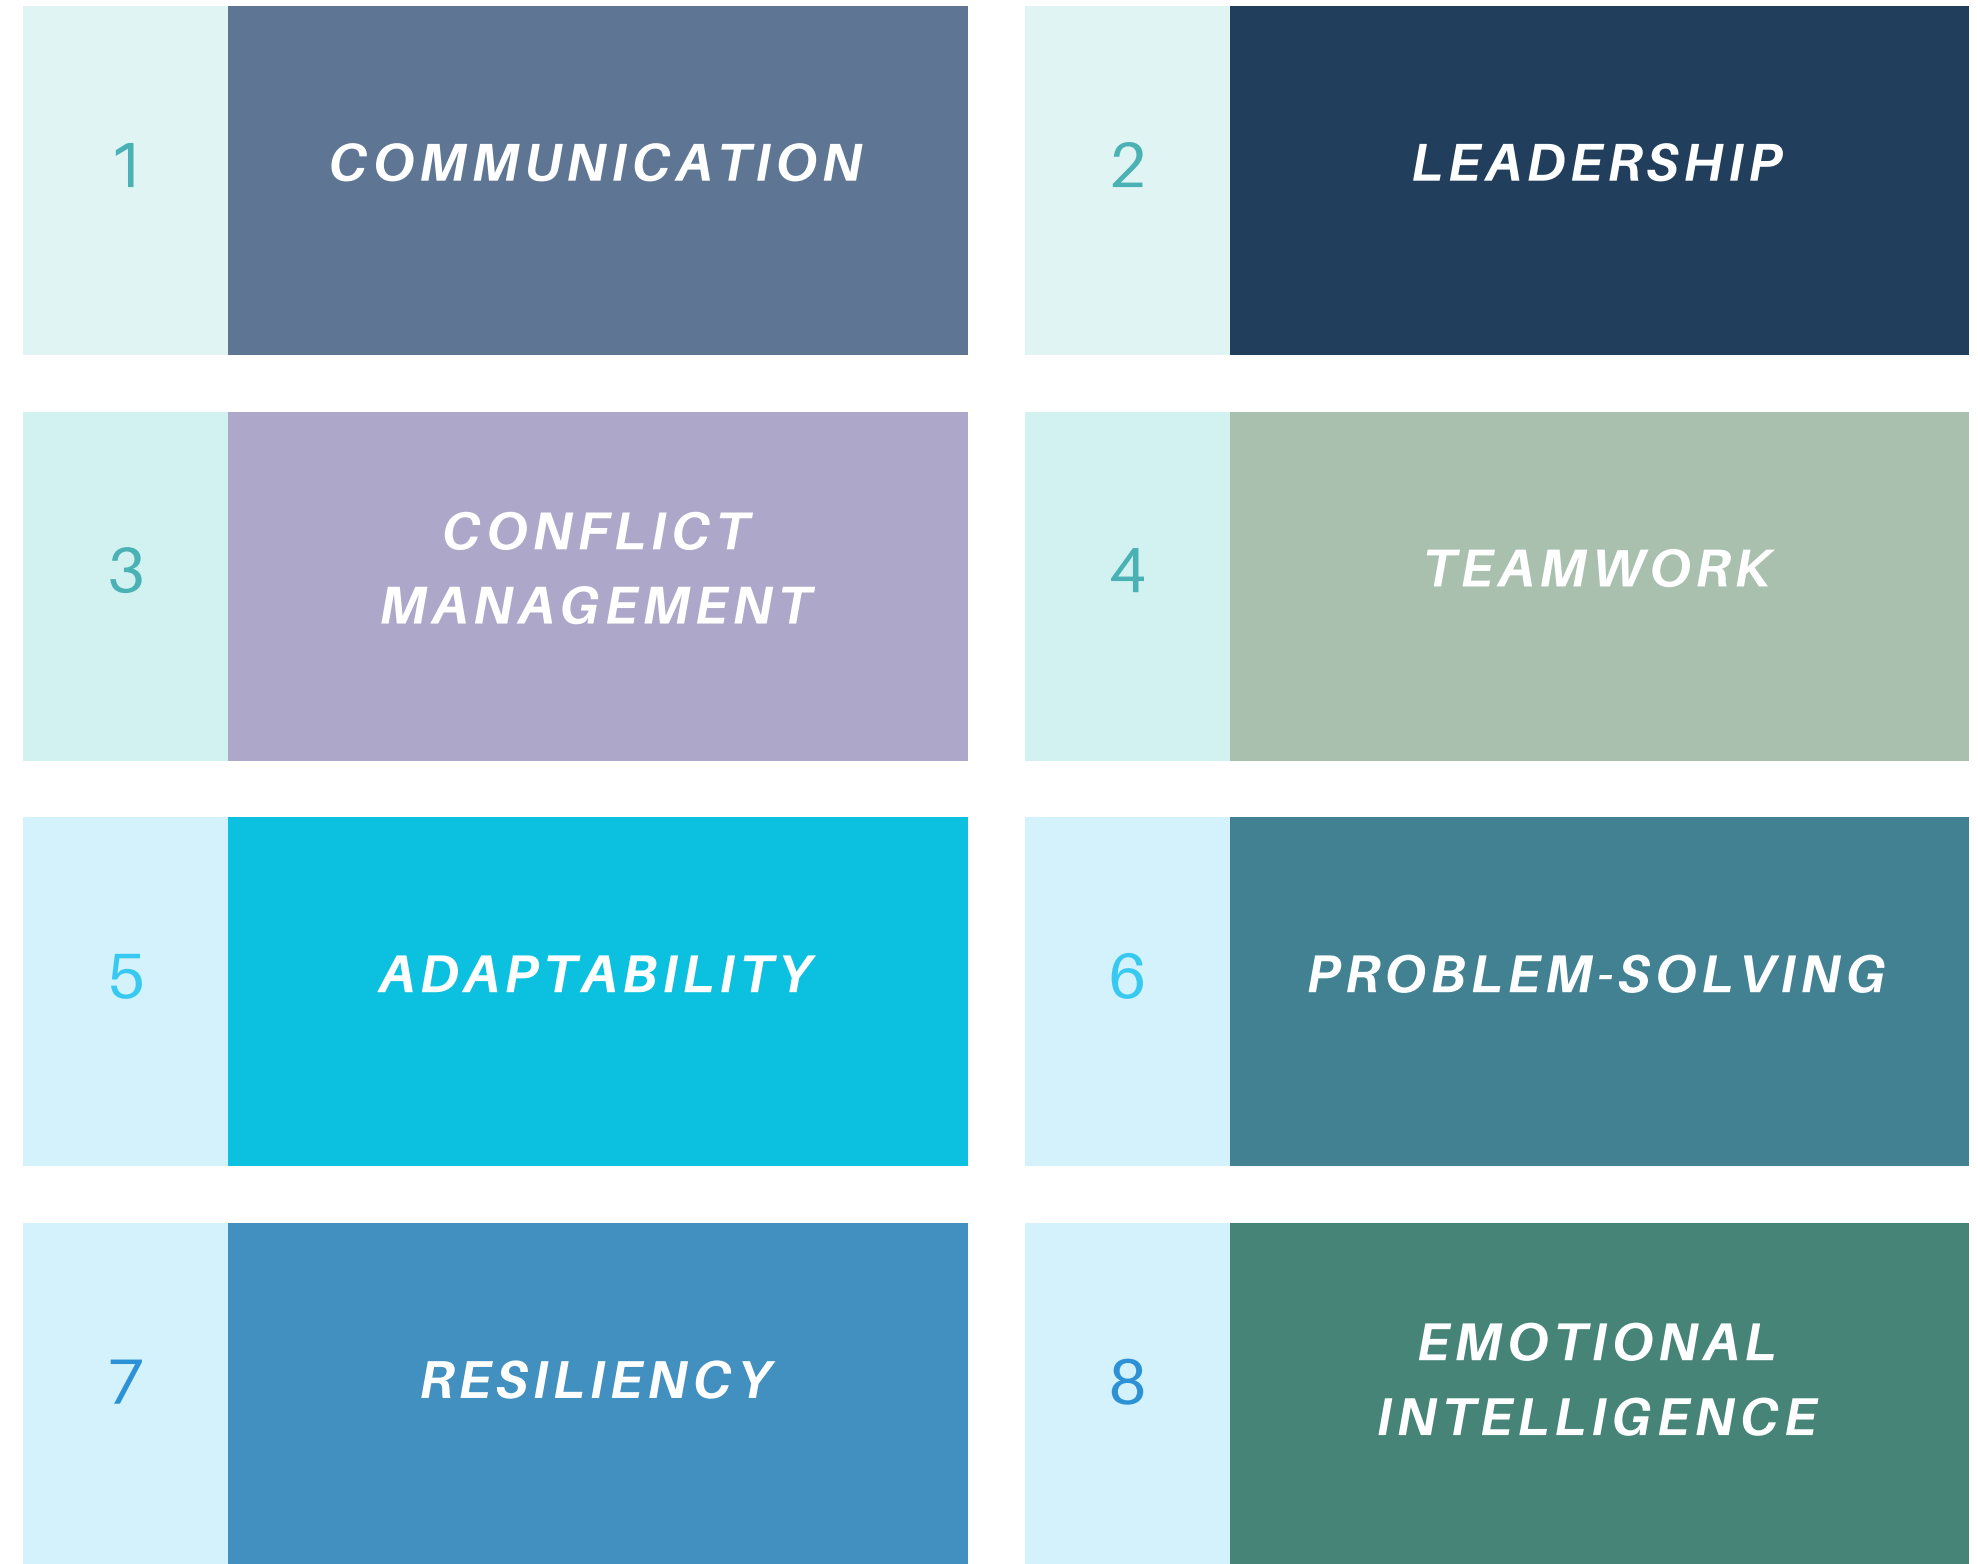 1
COMMUNICATION
2
LEADERSHIP
3
CONFLICT
MANAGEMENT
4
TEAMWORK
5
ADAPTABILITY
6
PROBLEM-SOLVING
7
RESILIENCY
8
EMOTIONAL
INTELLIGENCE